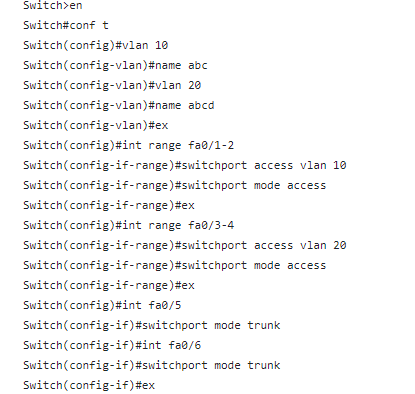 Switch>en
Switch#conf t
Switch(config)#vlan 10
Switch(config-vlan)#name abc
Switch(config-vlan)#vlan 20
Switch(config-vlan)#name abcd
Switch(config-vlan)#ex
Switch(config)#int range fa0/1-2
Switch(config-if-range)#switchport access vlan 10
Switch(config-if-range)#switchport mode access
Switch(config-if-range)#ex
Switch(config)#int range fa0/3-4
Switch(config-if-range)#switchport access vlan 20
Switch(config-if-range)#switchport mode access
Switch(config-if-range)#ex
Switch(config)#int fa0/5
Switch(config-if)#switchport mode trunk
Switch(config-if)#int fa0/6
Switch(config-if)#switchport mode trunk
Switch(config-if)#ex